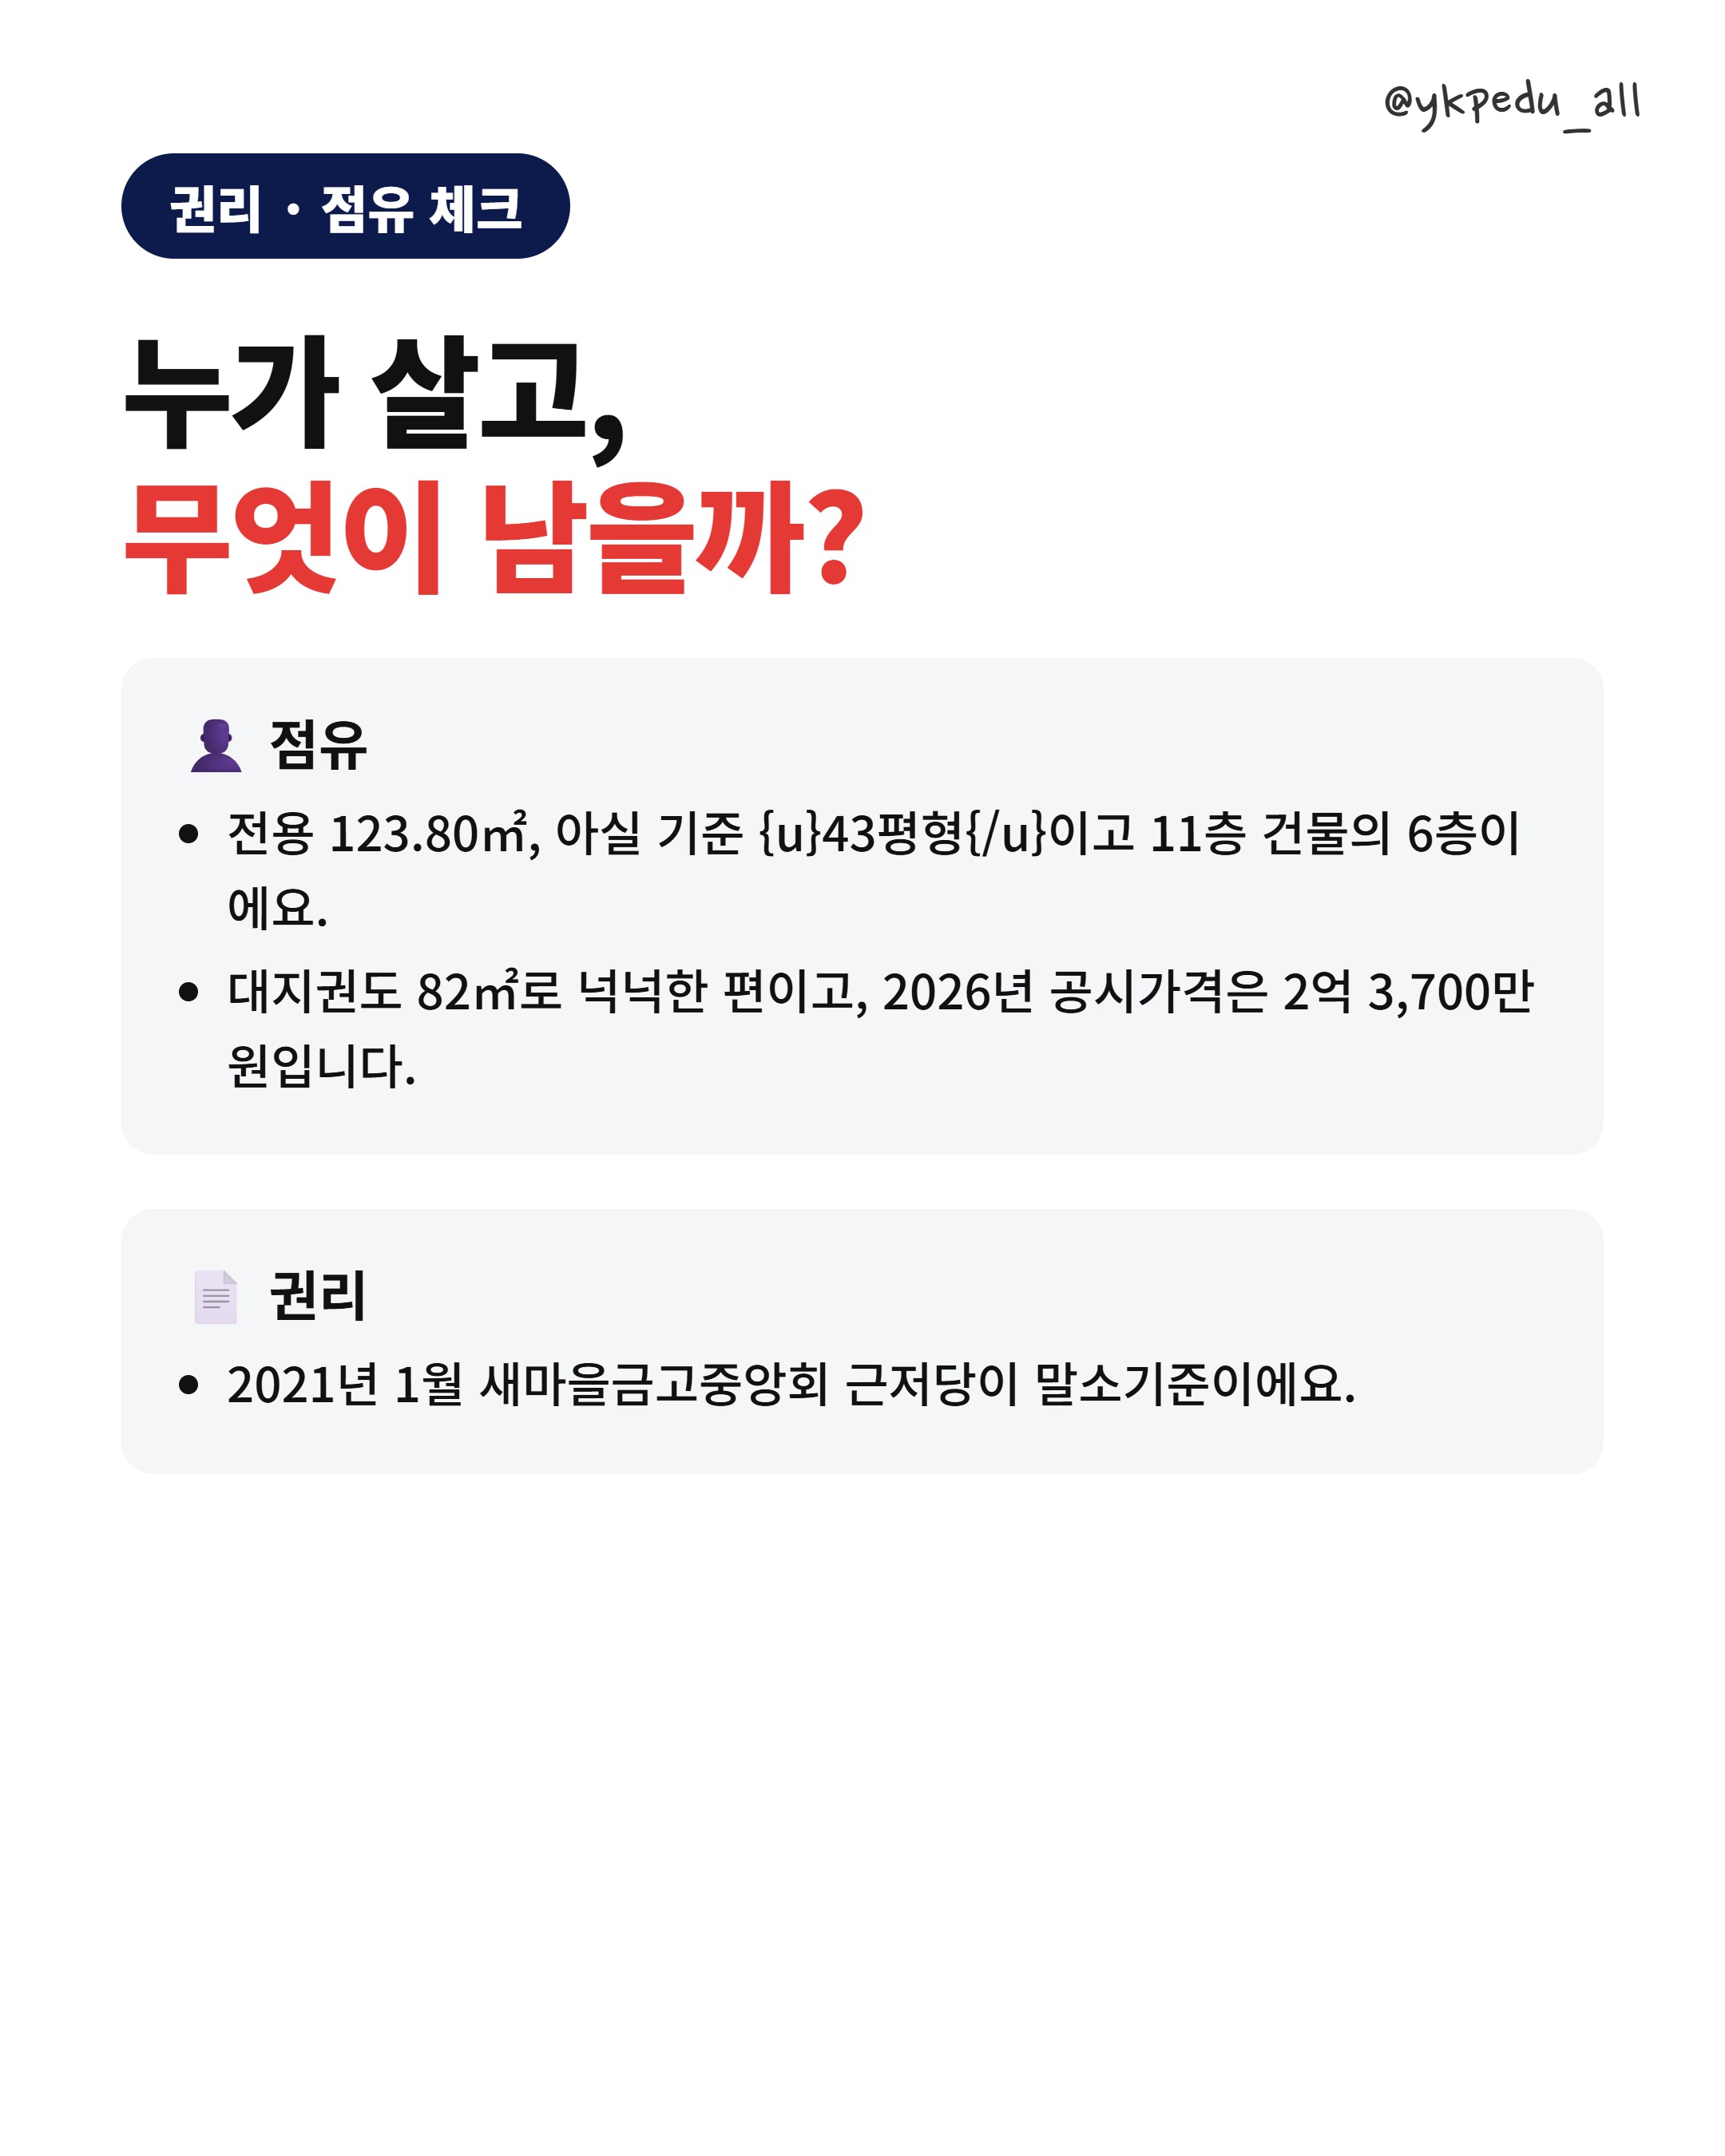 @ykpedu_all
권리 · 점유 체크
누가 살고,
무엇이 남을까?
점유
• 전용 123.80㎡, 아실 기준 {u}43평형{/u}이고 11층 건물의 6층이
에요.
• 대지권도 82㎡로 넉넉한 편이고, 2026년 공시가격은 2억 3,700만
원입니다.
권리
• 2021년 1월 새마을금고중앙회 근저당이 말소기준이에요.